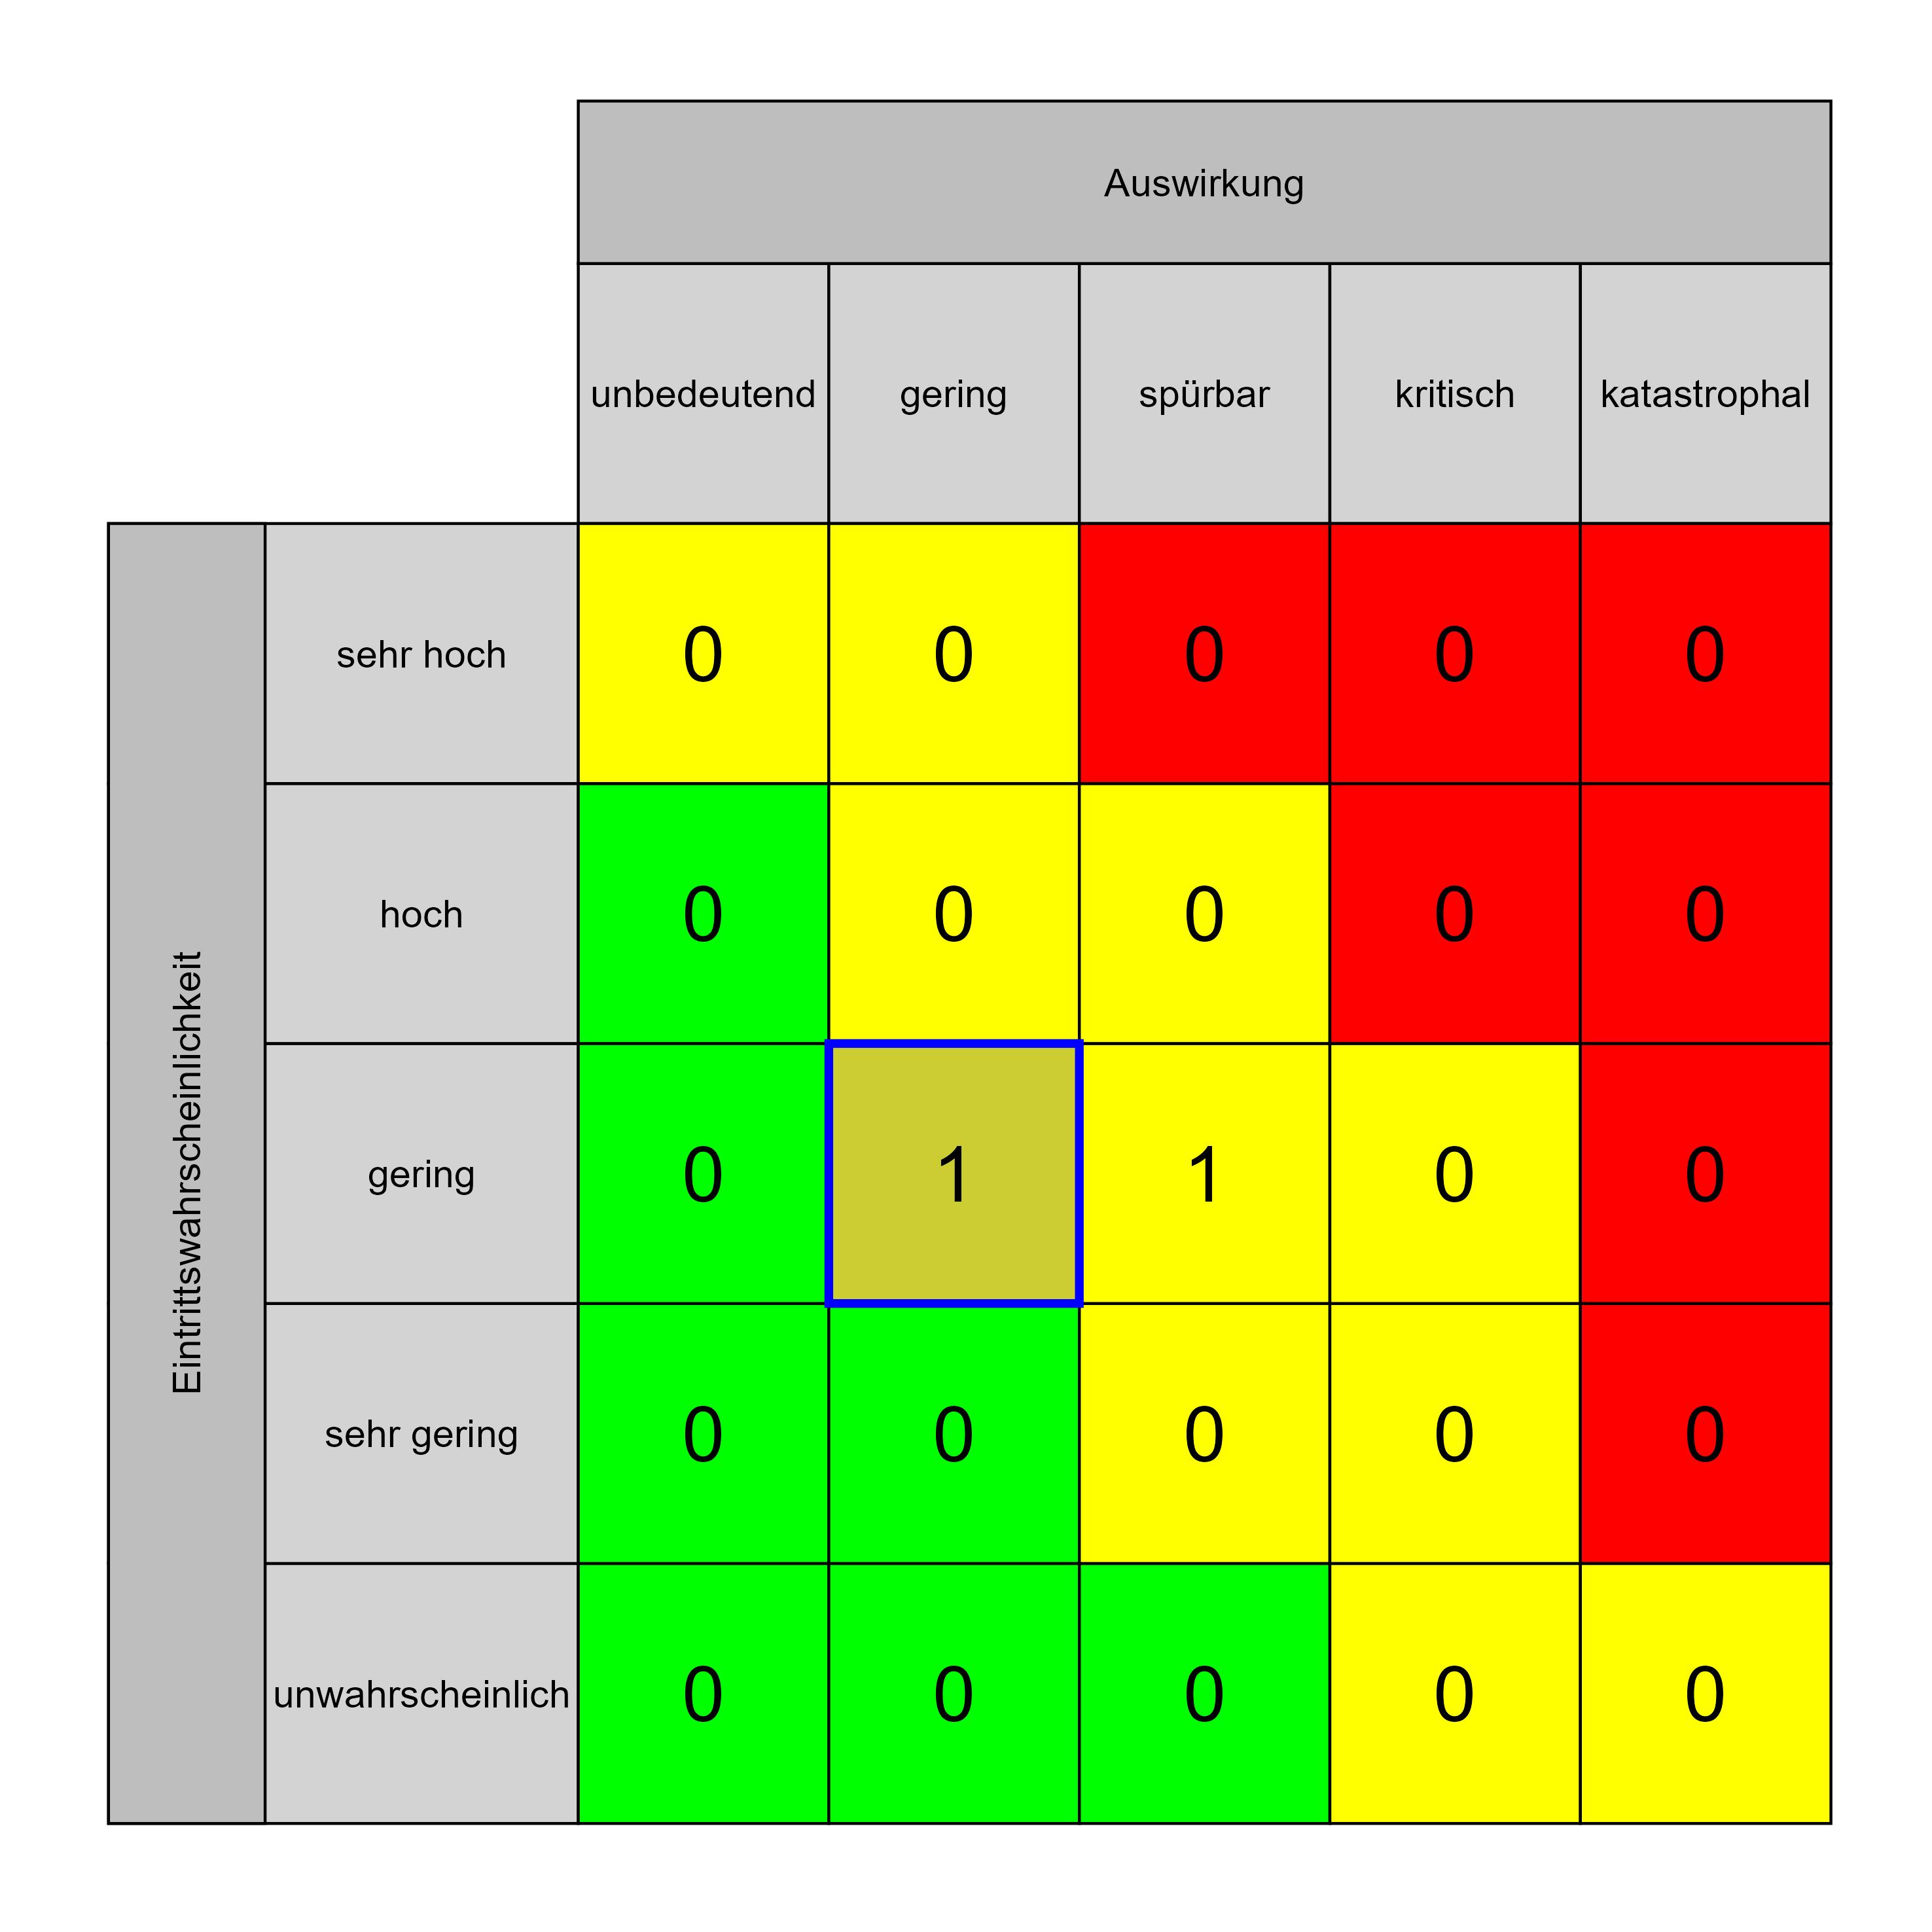 Auswirkung
unbedeutend gering spürbar kritisch katastrophal
Eintrittswahrscheinlichkeit
sehr hoch 0 0 0 0 0
hoch 0 0 0 0 0
gering 0 1 1 0 0
sehr gering 0 0 0 0 0
unwahrscheinlich 0 0 0 0 0